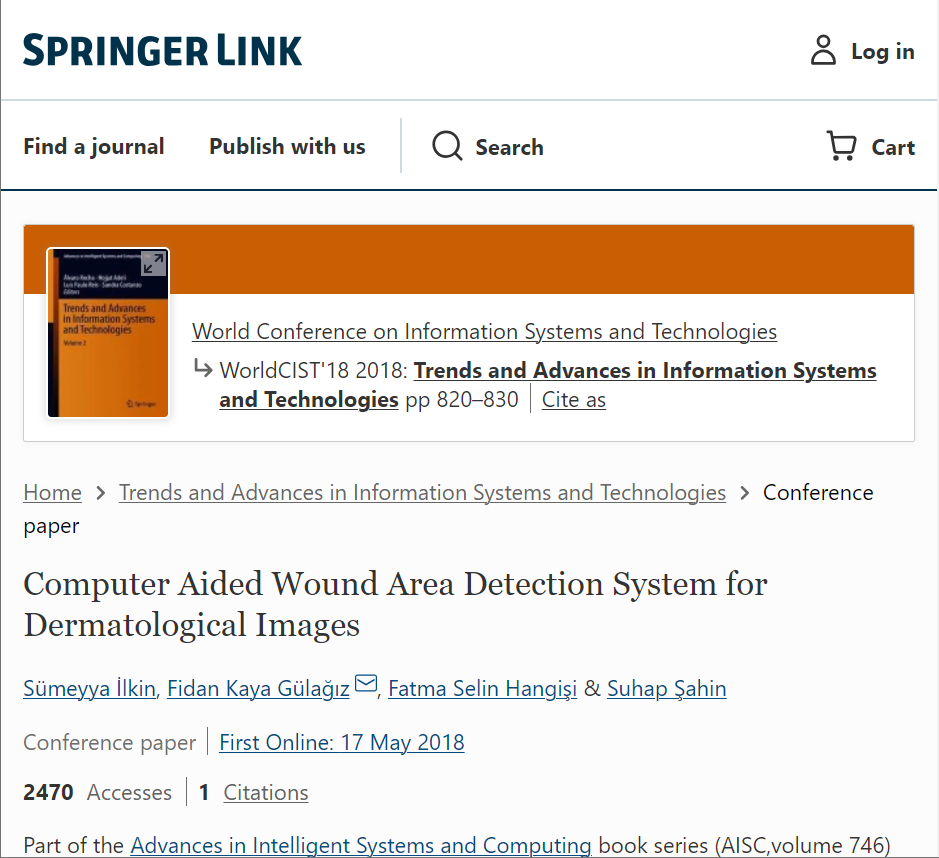 SPRINGER LINK
Log in
Find a journal
Publish with us
Search
Cart
Advances in Intelligent Systems and Computing
Álvaro Rocha · Hojjat Adeli
Luís Paulo Reis · Sandra Costanzo
Editors
Trends and Advances
in Information Systems
and Technologies
Volume 2
Springer
World Conference on Information Systems and Technologies
WorldCIST'18 2018: Trends and Advances in Information Systems
and Technologies pp 820–830 | Cite as
Home > Trends and Advances in Information Systems and Technologies > Conference
paper
Computer Aided Wound Area Detection System for
Dermatological Images
Sümeyya İlkin, Fidan Kaya Gülağız, Fatma Selin Hangişi & Suhap Şahin
Conference paper | First Online: 17 May 2018
2470 Accesses | 1 Citations
Part of the Advances in Intelligent Systems and Computing book series (AISC,volume 746)